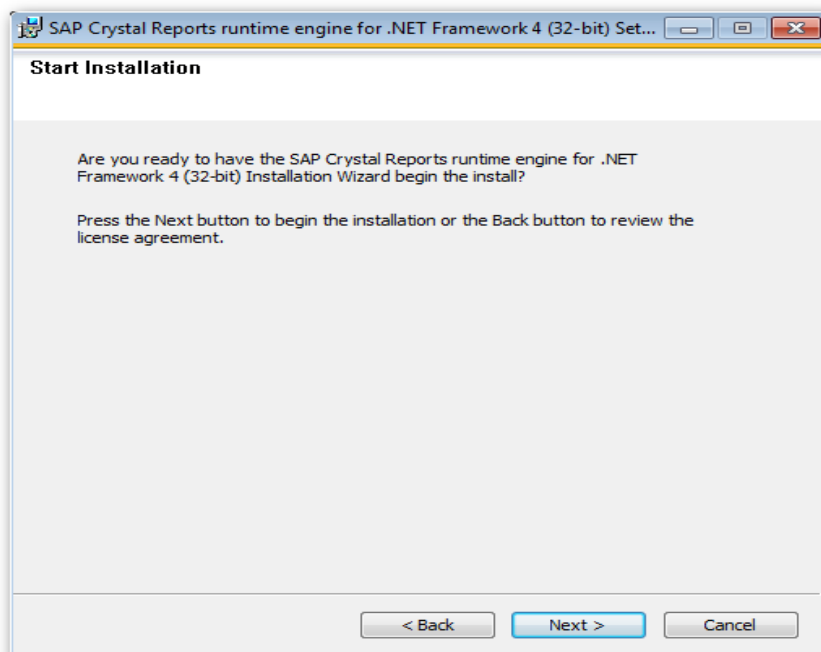 SAP Crystal Reports runtime engine for .NET Framework 4 (32-bit) Set...
Start Installation
Are you ready to have the SAP Crystal Reports runtime engine for .NET
Framework 4 (32-bit) Installation Wizard begin the install?
Press the Next button to begin the installation or the Back button to review the
license agreement.
< Back
Next >
Cancel